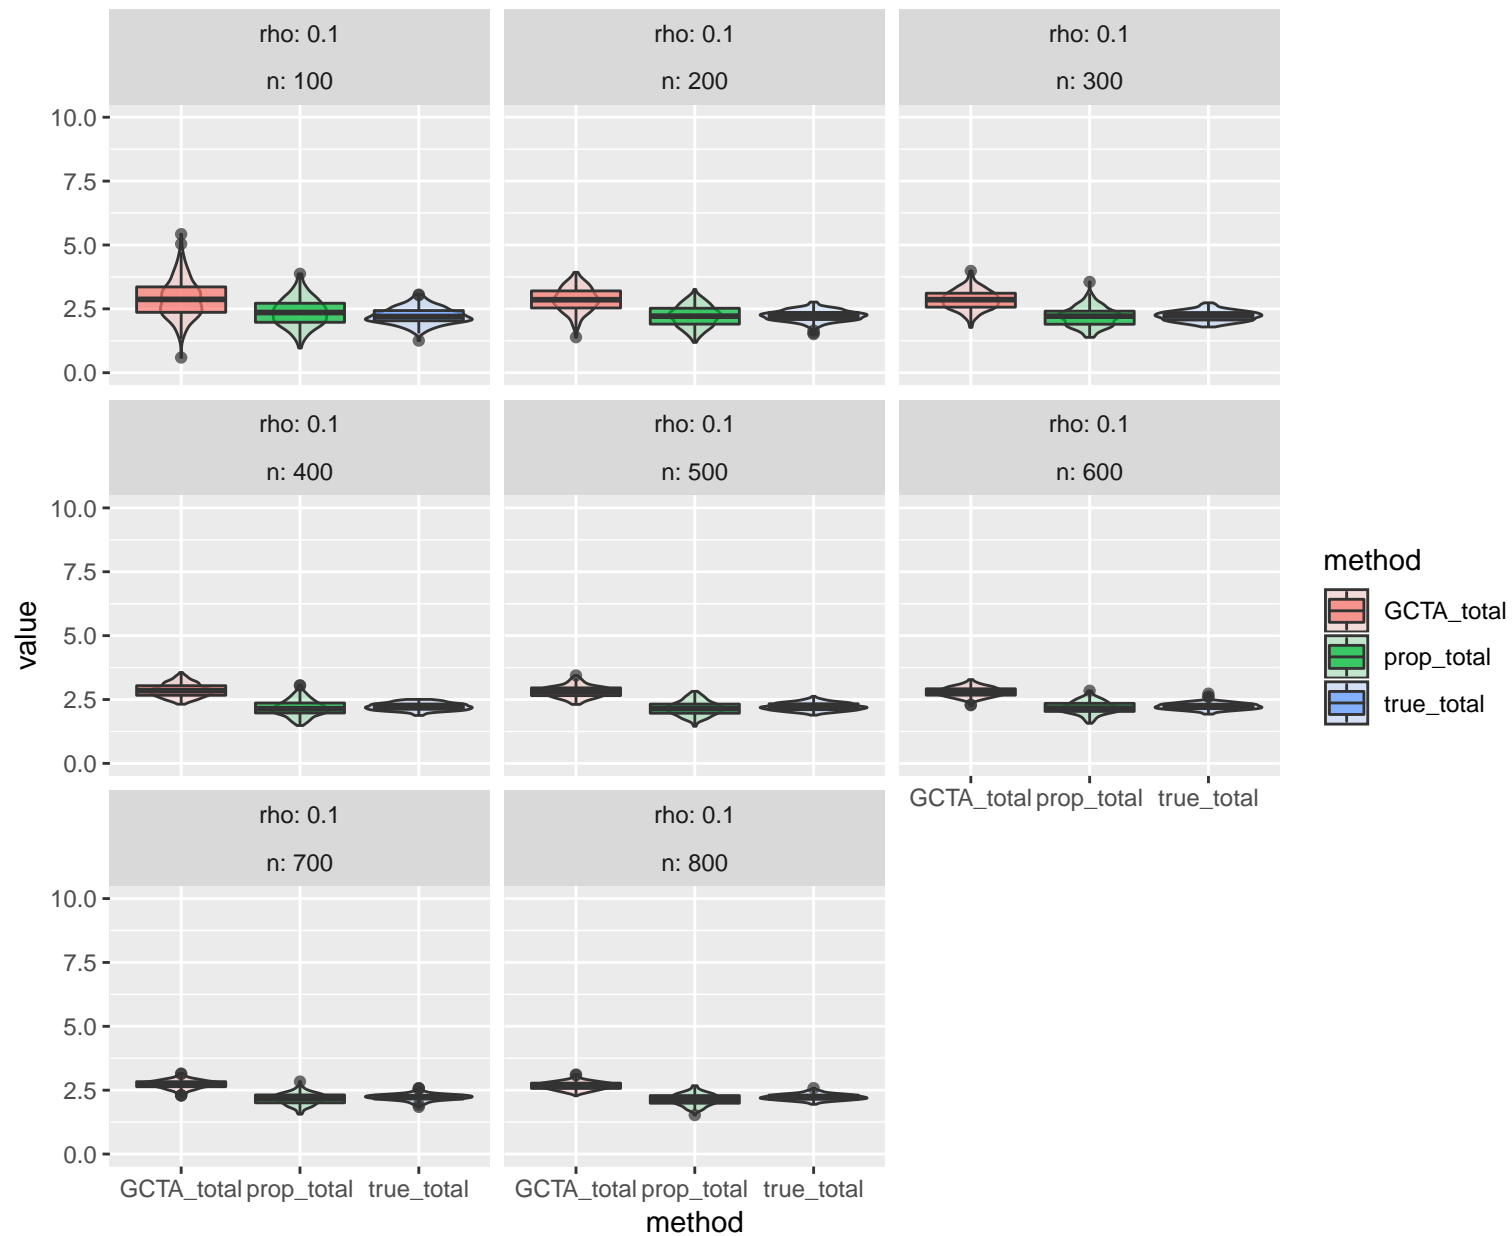 rho: 0.1
n: 100
rho: 0.1
n: 200
rho: 0.1
n: 300
10.0
7.5
5.0
2.5
0.0
rho: 0.1
n: 400
rho: 0.1
n: 500
rho: 0.1
n: 600
10.0
7.5
5.0
2.5
0.0
GCTA_total prop_total true_total
rho: 0.1
n: 700
rho: 0.1
n: 800
10.0
7.5
5.0
2.5
0.0
GCTA_total prop_total true_total
GCTA_total prop_total true_total
method
value
method
GCTA_total
prop_total
true_total